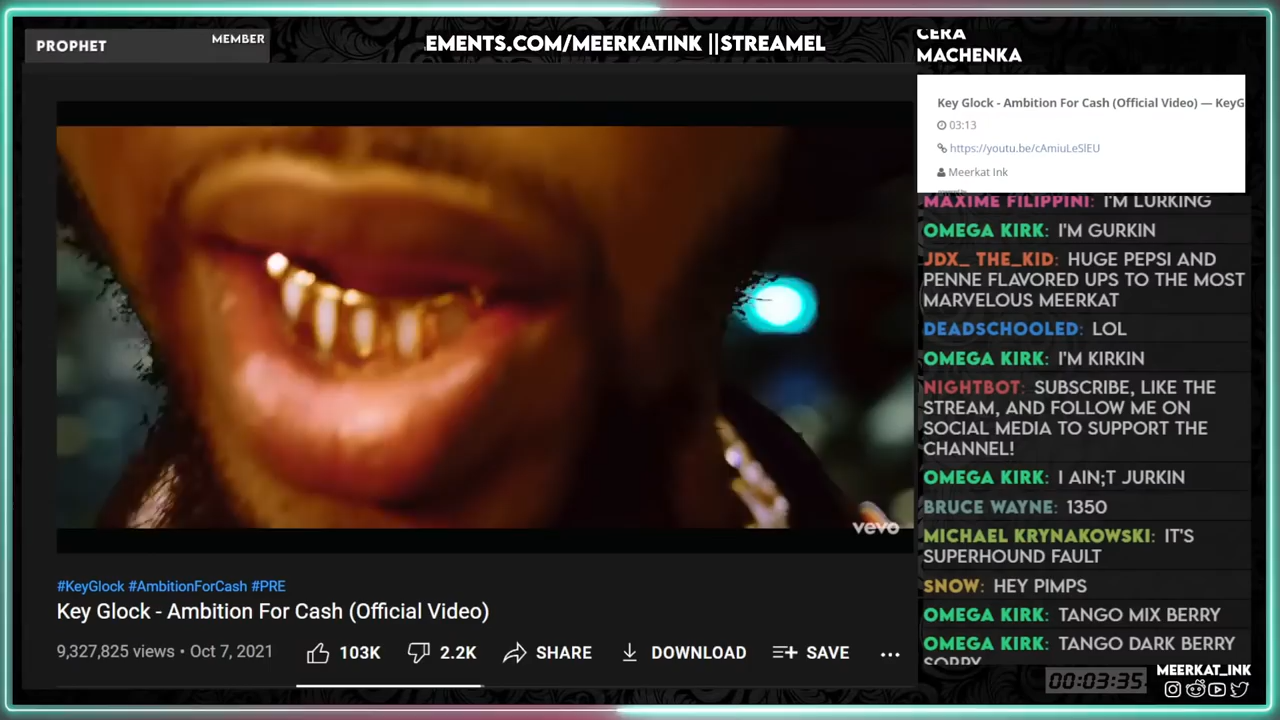 PROPHET
MEMBER
EMENTS.COM/MEERKATINK ||STREAMEL
CERA
MACHENKA
Key Glock - Ambition For Cash (Official Video) — KeyG
03:13
https://youtu.be/cAmiuLeSlEU
Meerkat Ink
MAXIME FILIPPINI: I'M LURKING
OMEGA KIRK: I'M GURKIN
JDX_ THE_KID: HUGE PEPSI AND
PENNE FLAVORED UPS TO THE MOST
MARVELOUS MEERKAT
DEADSCHOOLED: LOL
OMEGA KIRK: I'M KIRKIN
NIGHTBOT: SUBSCRIBE, LIKE THE
STREAM, AND FOLLOW ME ON
SOCIAL MEDIA TO SUPPORT THE
CHANNEL!
OMEGA KIRK: I AIN;T JURKIN
BRUCE WAYNE: 1350
MICHAEL KRYNAKOWSKI: IT'S
SUPERHOUND FAULT
SNOW: HEY PIMPS
OMEGA KIRK: TANGO MIX BERRY
OMEGA KIRK: TANGO DARK BERRY
SORRY
vevo
#KeyGlock #AmbitionForCash #PRE
Key Glock - Ambition For Cash (Official Video)
9,327,825 views • Oct 7, 2021
103K
2.2K
SHARE
DOWNLOAD
SAVE
00:03:35
MEERKAT_INK